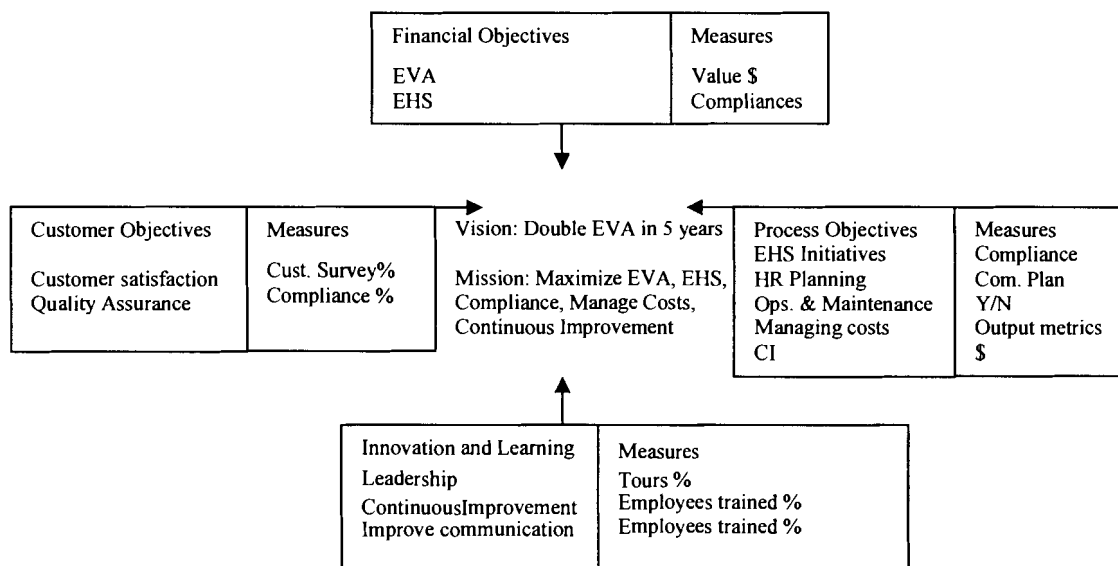 Financial Objectives
EVA
EHS
Measures
Value $
Compliances
Customer Objectives
Customer satisfaction
Quality Assurance
Measures
Cust. Survey%
Compliance %
Vision: Double EVA in 5 years
Mission: Maximize EVA, EHS,
Compliance, Manage Costs,
Continuous Improvement
Process Objectives
EHS Initiatives
HR Planning
Ops. & Maintenance
Managing costs
CI
Measures
Compliance
Com. Plan
Y/N
Output metrics
$
Innovation and Learning
Leadership
ContinuousImprovement
Improve communication
Measures
Tours %
Employees trained %
Employees trained %